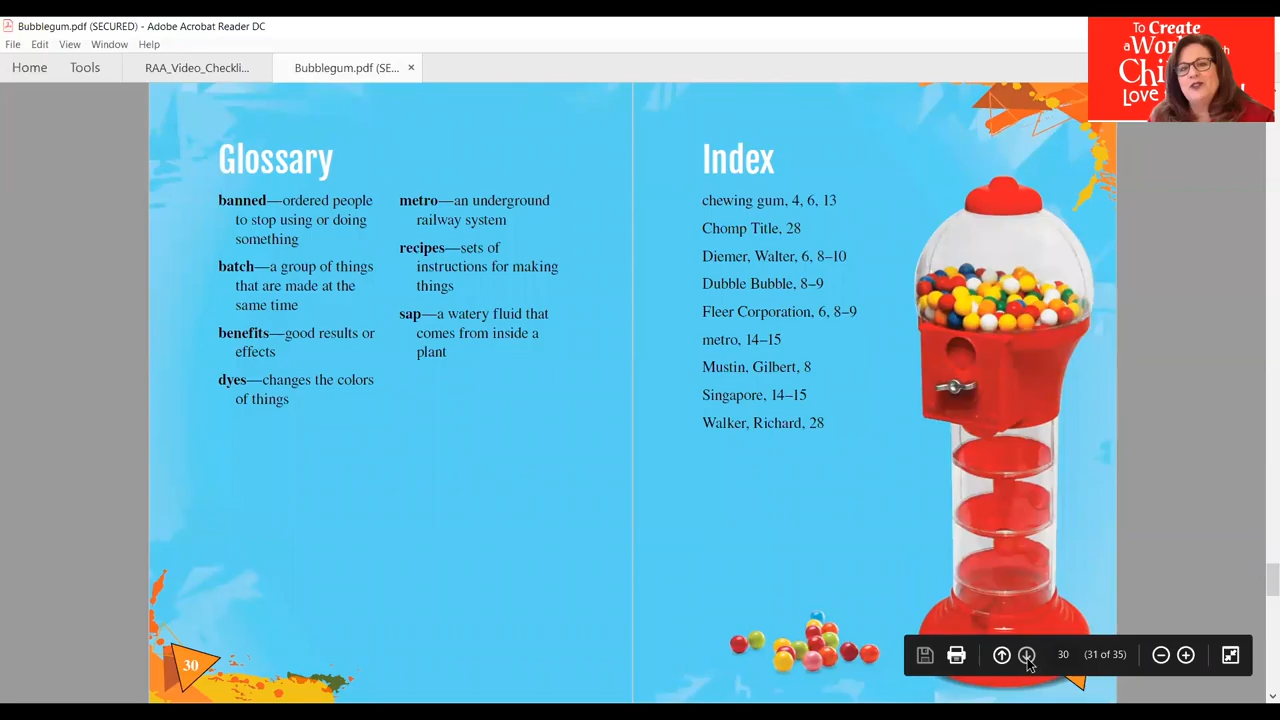 Bubblegum.pdf (SECURED) - Adobe Acrobat Reader DC
File Edit View Window Help
Home Tools RAA_Video_Checkli... Bubblegum.pdf (SE... ×
To Create
a
Chi
Love
Glossary
banned—ordered people
to stop using or doing
something
batch—a group of things
that are made at the
same time
benefits—good results or
effects
dyes—changes the colors
of things
metro—an underground
railway system
recipes—sets of
instructions for making
things
sap—a watery fluid that
comes from inside a
plant
30
Index
chewing gum, 4, 6, 13
Chomp Title, 28
Diemer, Walter, 6, 8–10
Dubble Bubble, 8–9
Fleer Corporation, 6, 8–9
metro, 14–15
Mustin, Gilbert, 8
Singapore, 14–15
Walker, Richard, 28
30 (31 of 35)